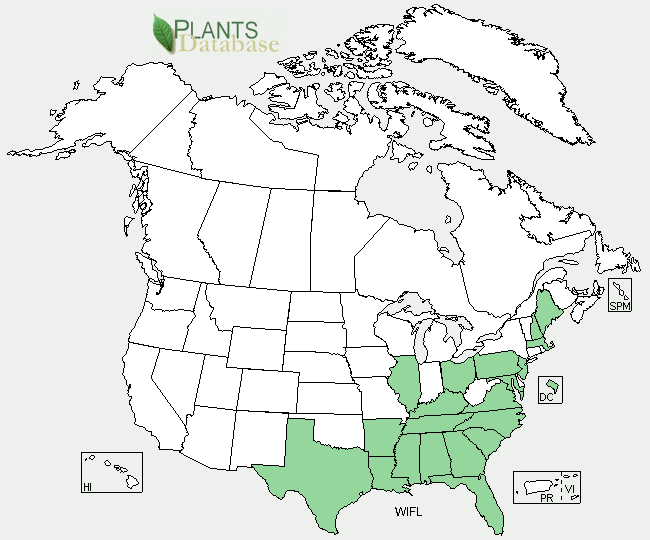 PLANTS
Database
SPM
DC
HI
PR
VI
WIFL